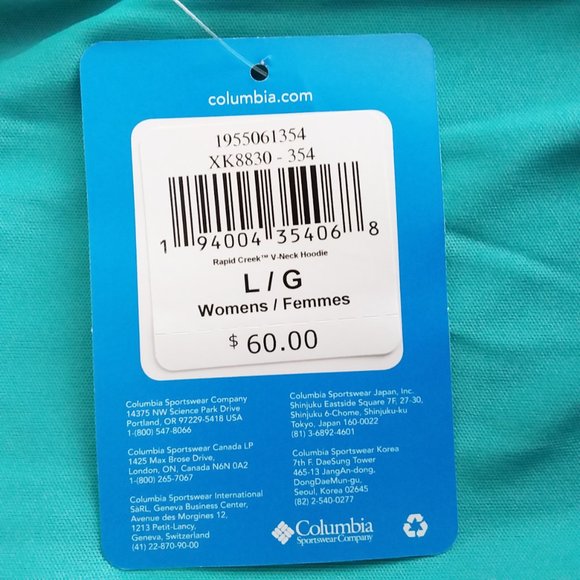 columbia.com
1955061354
XK8830 - 354
1 94004 35406 8
Rapid Creek™ V-Neck Hoodie
L / G
Womens / Femmes
$ 60.00
Columbia Sportswear Company
14375 NW Science Park Drive
Portland, OR 97229-5418 USA
1-(800) 547-8066
Columbia Sportswear Canada LP
1425 Max Brose Drive,
London, ON, Canada N6N 0A2
1-(800) 265-7067
Columbia Sportswear International
SàRL, Geneva Business Center,
Avenue des Morgines 12,
1213 Petit-Lancy,
Geneva, Switzerland
(41) 22-870-90-00
Columbia Sportswear Japan, Inc.
Shinjuku Eastside Square 7F, 27-30,
Shinjuku 6-Chome, Shinjuku-ku
Tokyo, Japan 160-0022
(81) 3-6892-4601
Columbia Sportswear Korea
7th F. DaeSung Tower
465-13 JangAn-dong,
DongDaeMun-gu,
Seoul, Korea 02645
(82) 2-540-0277
Columbia
Sportswear Company